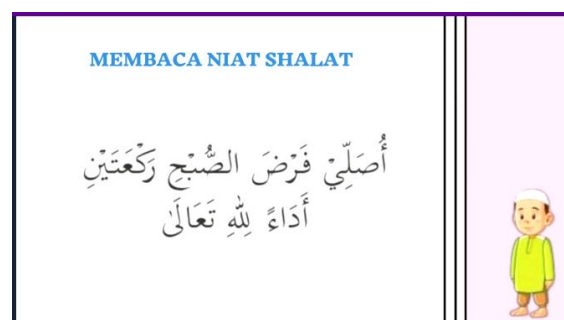 MEMBACA NIAT SHALAT
أُصَلِّيْ فَرْضَ الصُّبْحِ رَكْعَتَيْنِ
أَدَاءً لِلّٰهِ تَعَالَىٰ